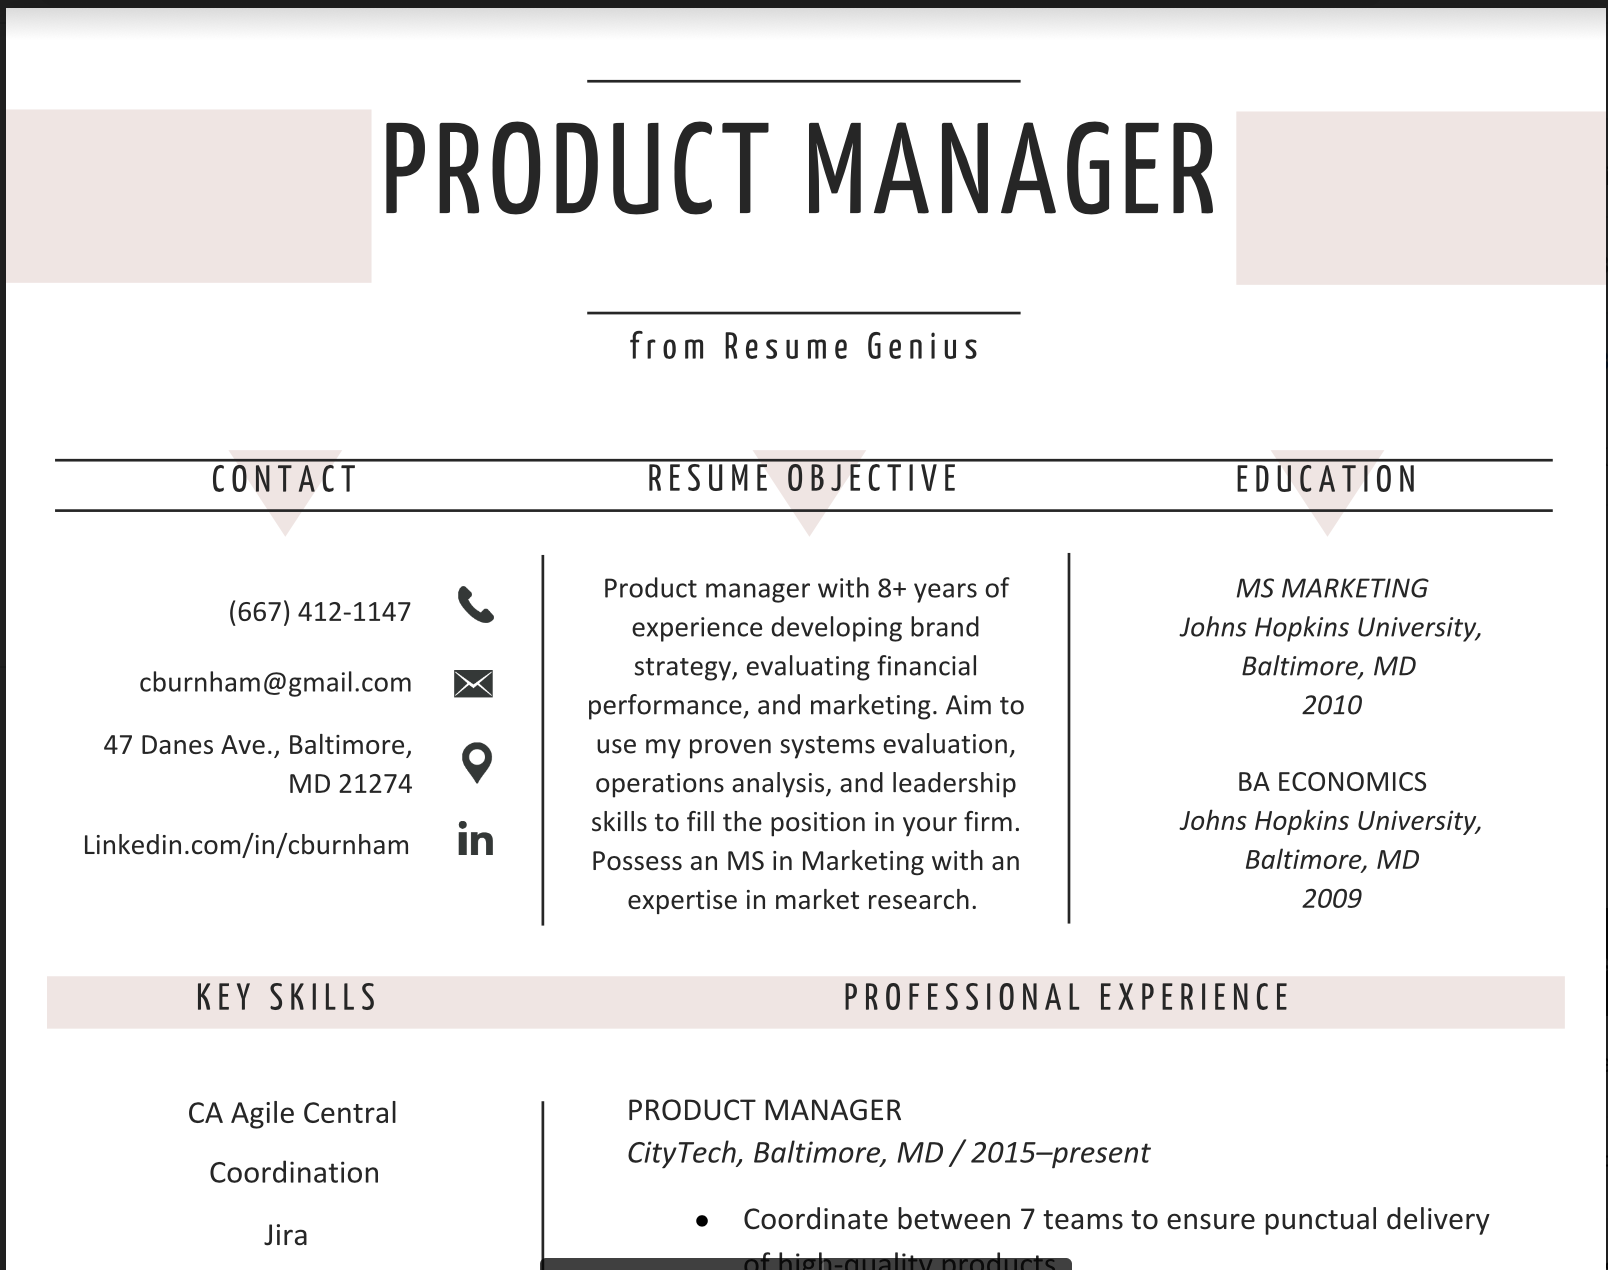 PRODUCT MANAGER
from Resume Genius
CONTACT
(667) 412-1147
cburnham@gmail.com
47 Danes Ave., Baltimore,
MD 21274
Linkedin.com/in/cburnham
in
RESUME OBJECTIVE
Product manager with 8+ years of
experience developing brand
strategy, evaluating financial
performance, and marketing. Aim to
use my proven systems evaluation,
operations analysis, and leadership
skills to fill the position in your firm.
Possess an MS in Marketing with an
expertise in market research.
EDUCATION
MS MARKETING
Johns Hopkins University,
Baltimore, MD
2010
BA ECONOMICS
Johns Hopkins University,
Baltimore, MD
2009
KEY SKILLS
CA Agile Central
Coordination
Jira
PROFESSIONAL EXPERIENCE
PRODUCT MANAGER
CityTech, Baltimore, MD / 2015–present
● Coordinate between 7 teams to ensure punctual delivery
of high-quality products